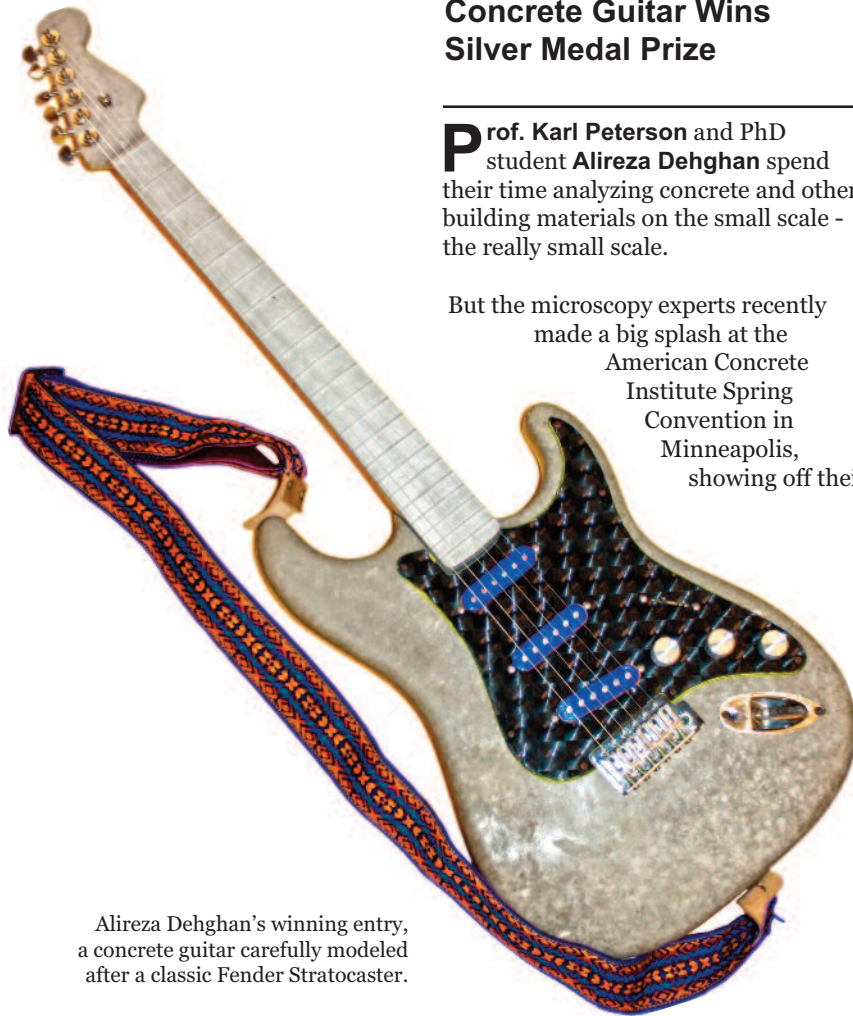 Concrete Guitar Wins
Silver Medal Prize
Prof. Karl Peterson and PhD
student Alireza Dehghan spend
their time analyzing concrete and other
building materials on the small scale -
the really small scale.
But the microscopy experts recently
made a big splash at the
American Concrete
Institute Spring
Convention in
Minneapolis,
showing off their
Alireza Dehghan’s winning entry,
a concrete guitar carefully modeled
after a classic Fender Stratocaster.